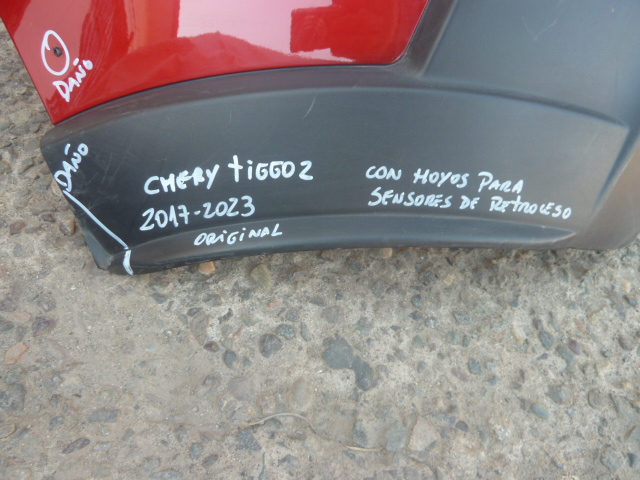 DAÑO
DAÑO
CHERY TIGGO 2
2017-2023
ORIGINAL
CON HOYOS PARA
SENSORES DE RETROCESO